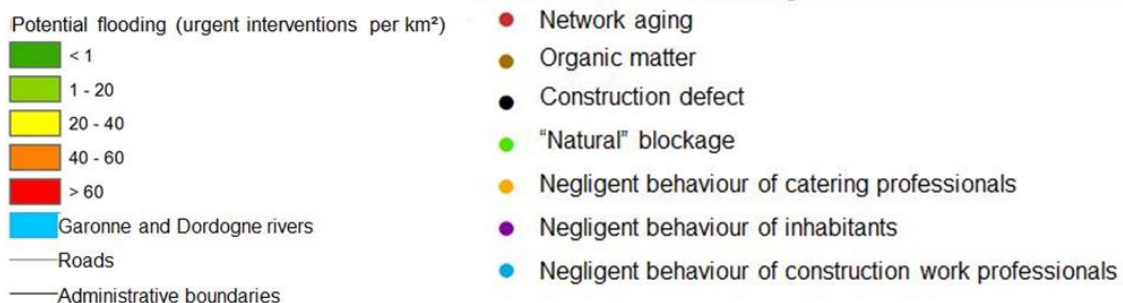 Potential flooding (urgent interventions per km²)
< 1
1 - 20
20 - 40
40 - 60
> 60
Garonne and Dordogne rivers
Roads
Administrative boundaries
Network aging
Organic matter
Construction defect
“Natural” blockage
Negligent behaviour of catering professionals
Negligent behaviour of inhabitants
Negligent behaviour of construction work professionals